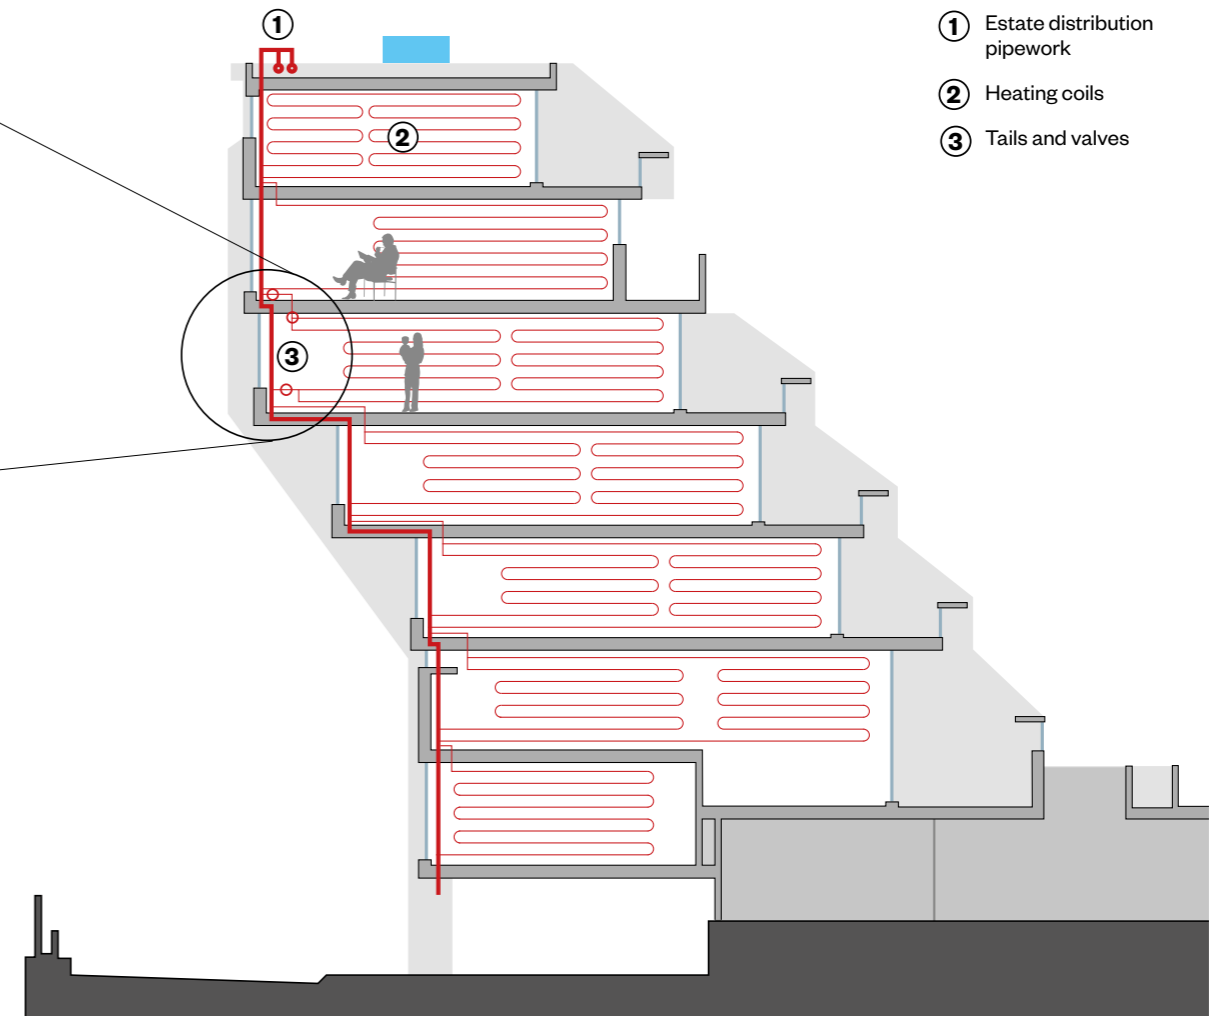 1
1 Estate distribution
pipework
2
2 Heating coils
3 Tails and valves
3